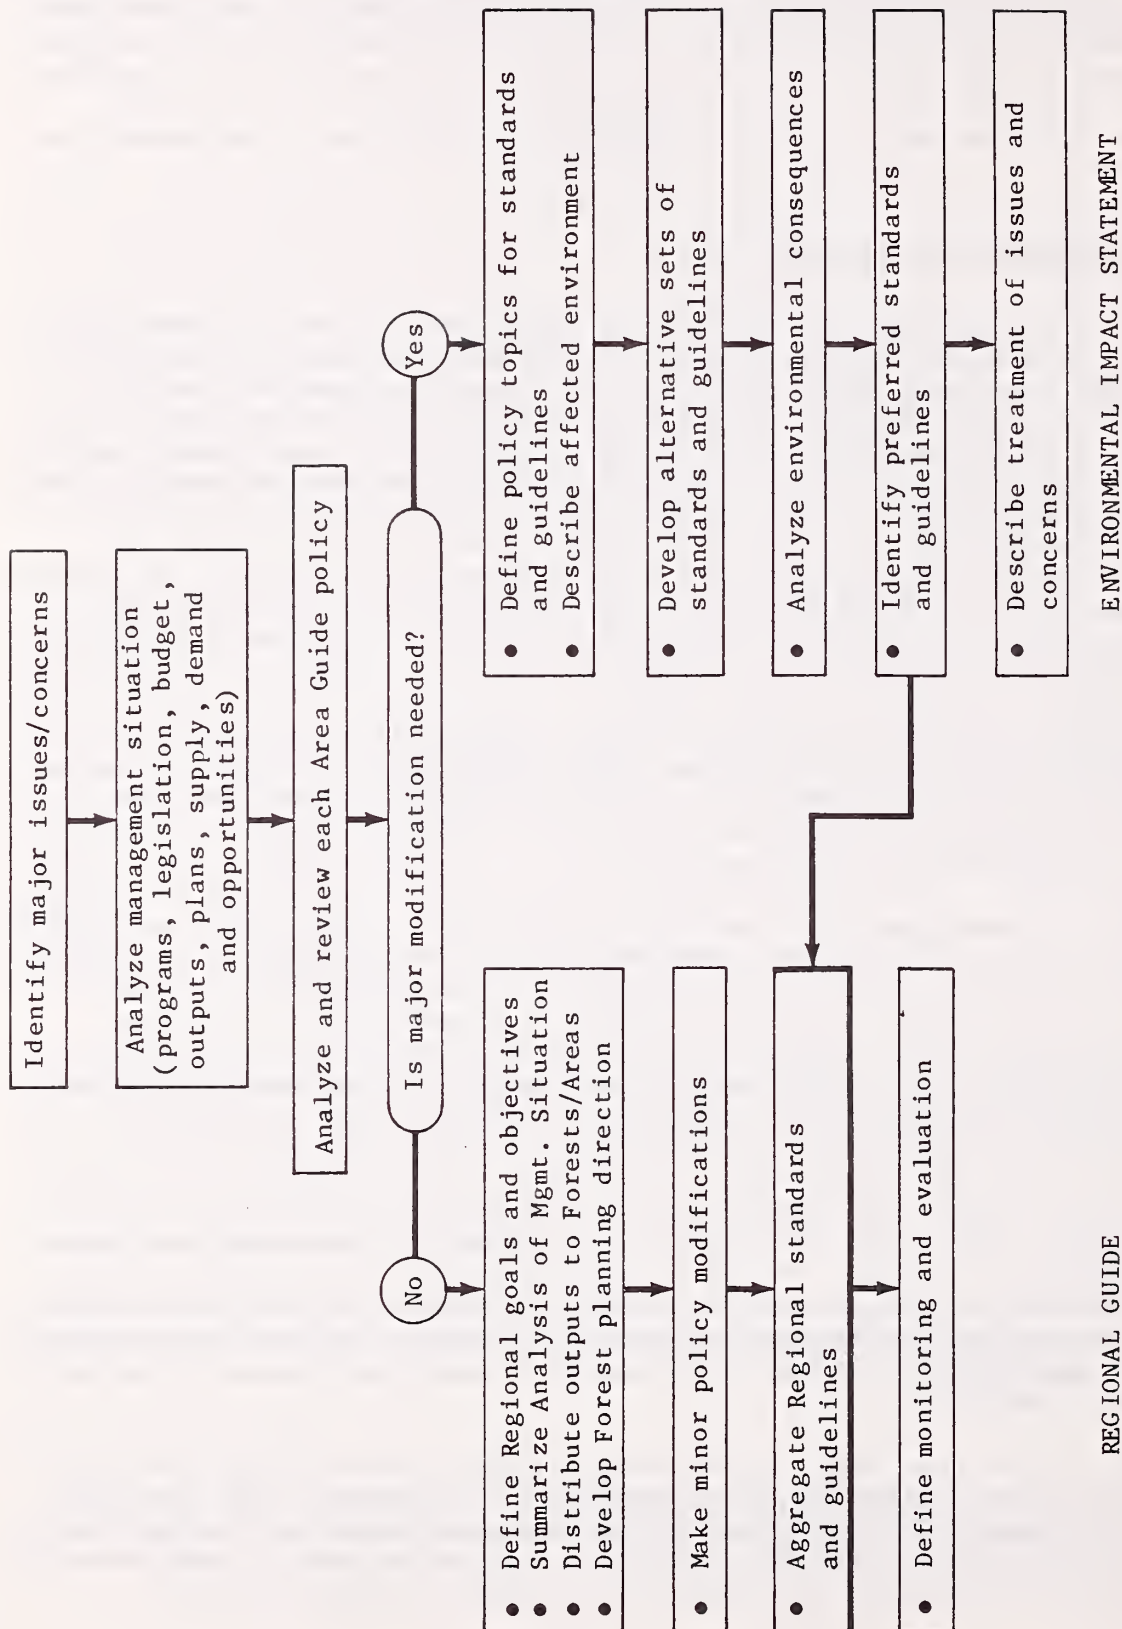 Identify major issues/concerns
Analyze management situation
(programs, legislation, budget,
outputs, plans, supply, demand
and opportunities)
Analyze and review each Area Guide policy
Is major modification needed?
No
Yes
● Define Regional goals and objectives
● Summarize Analysis of Mgmt. Situation
● Distribute outputs to Forests/Areas
● Develop Forest planning direction
● Make minor policy modifications
● Aggregate Regional standards
and guidelines
● Define monitoring and evaluation
REGIONAL GUIDE
● Define policy topics for standards
and guidelines
● Describe affected environment
● Develop alternative sets of
standards and guidelines
● Analyze environmental consequences
● Identify preferred standards
and guidelines
● Describe treatment of issues and
concerns
ENVIRONMENTAL IMPACT STATEMENT